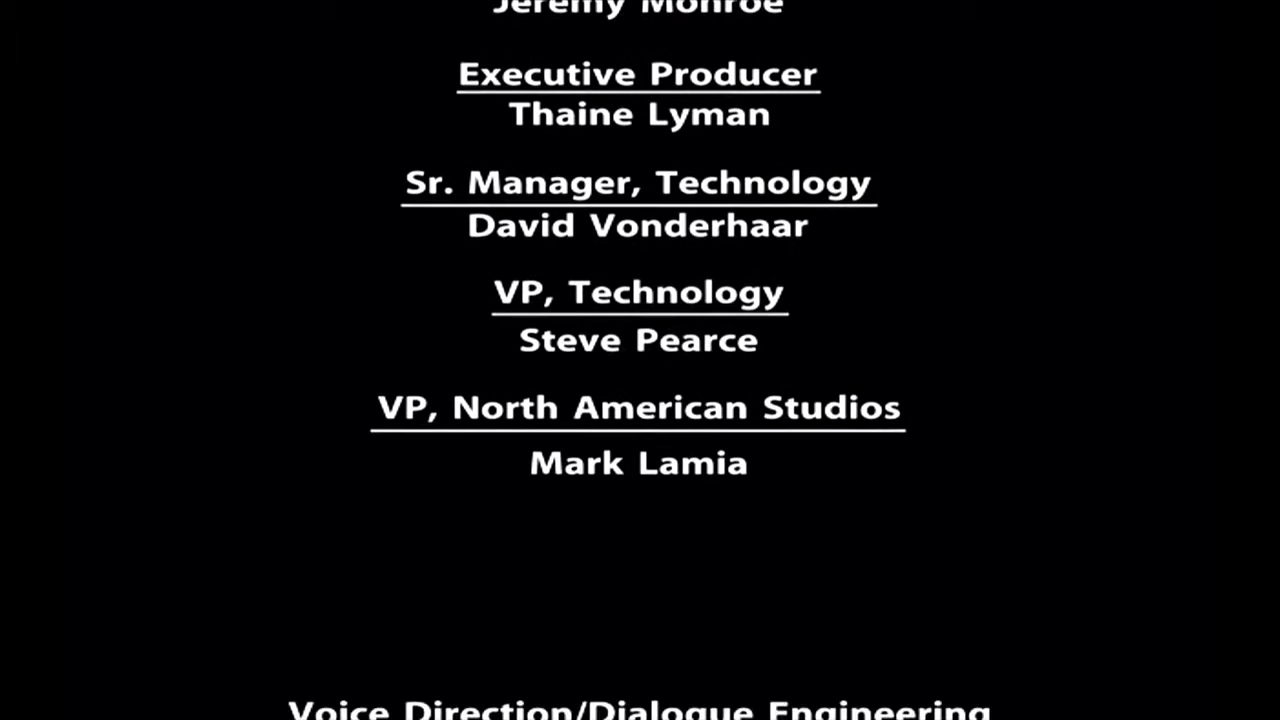 Jeremy Monroe
Executive Producer
Thaine Lyman
Sr. Manager, Technology
David Vonderhaar
VP, Technology
Steve Pearce
VP, North American Studios
Mark Lamia
Voice Direction/Dialogue Engineering